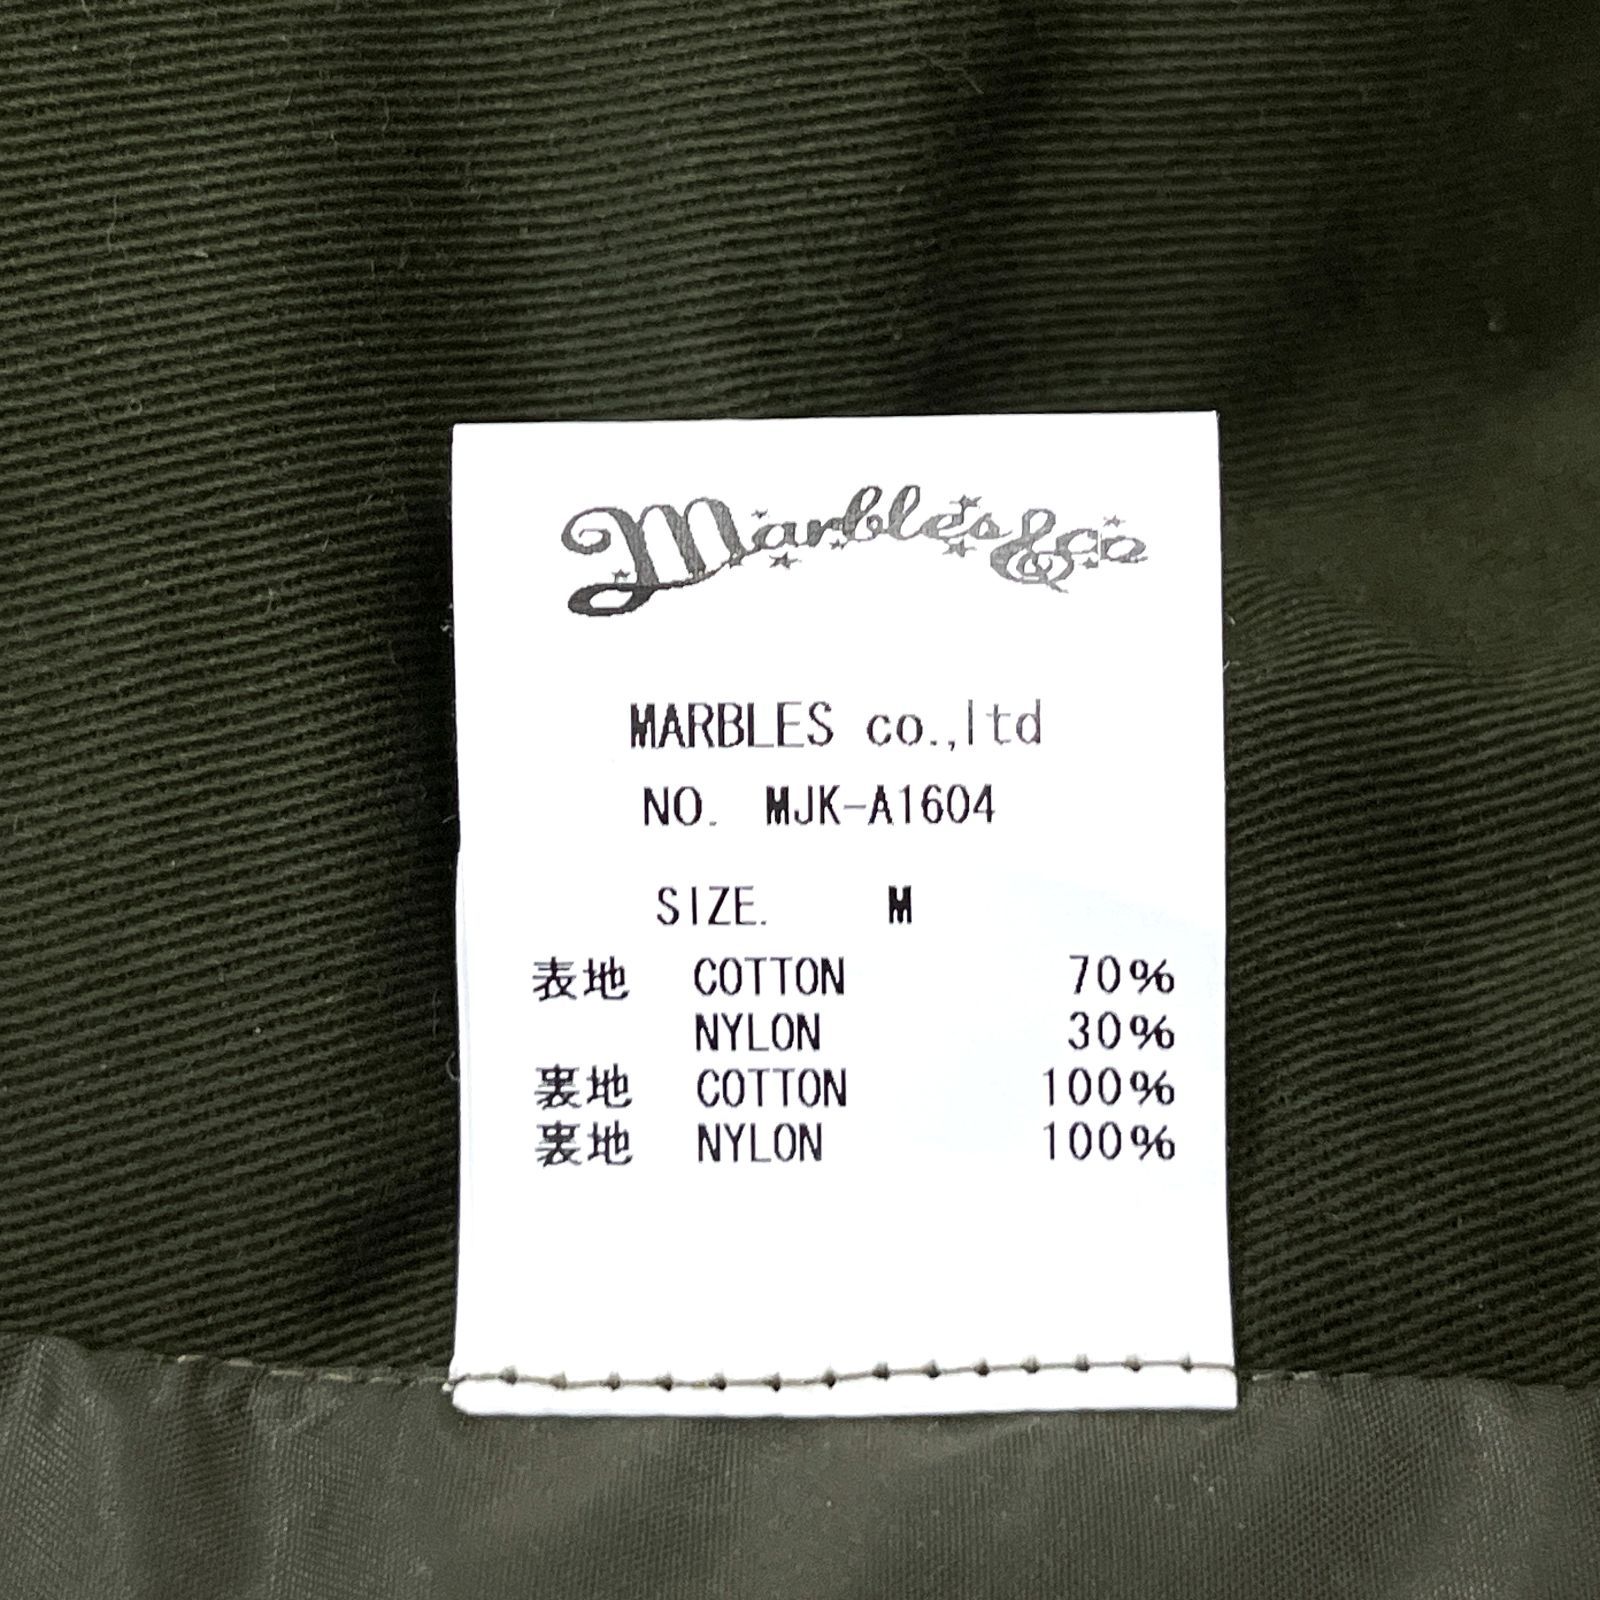 Marbles&co
MARBLES co.,ltd
NO. MJK-A1604
SIZE. M
表地 COTTON 70%
NYLON 30%
裏地 COTTON 100%
裏地 NYLON 100%